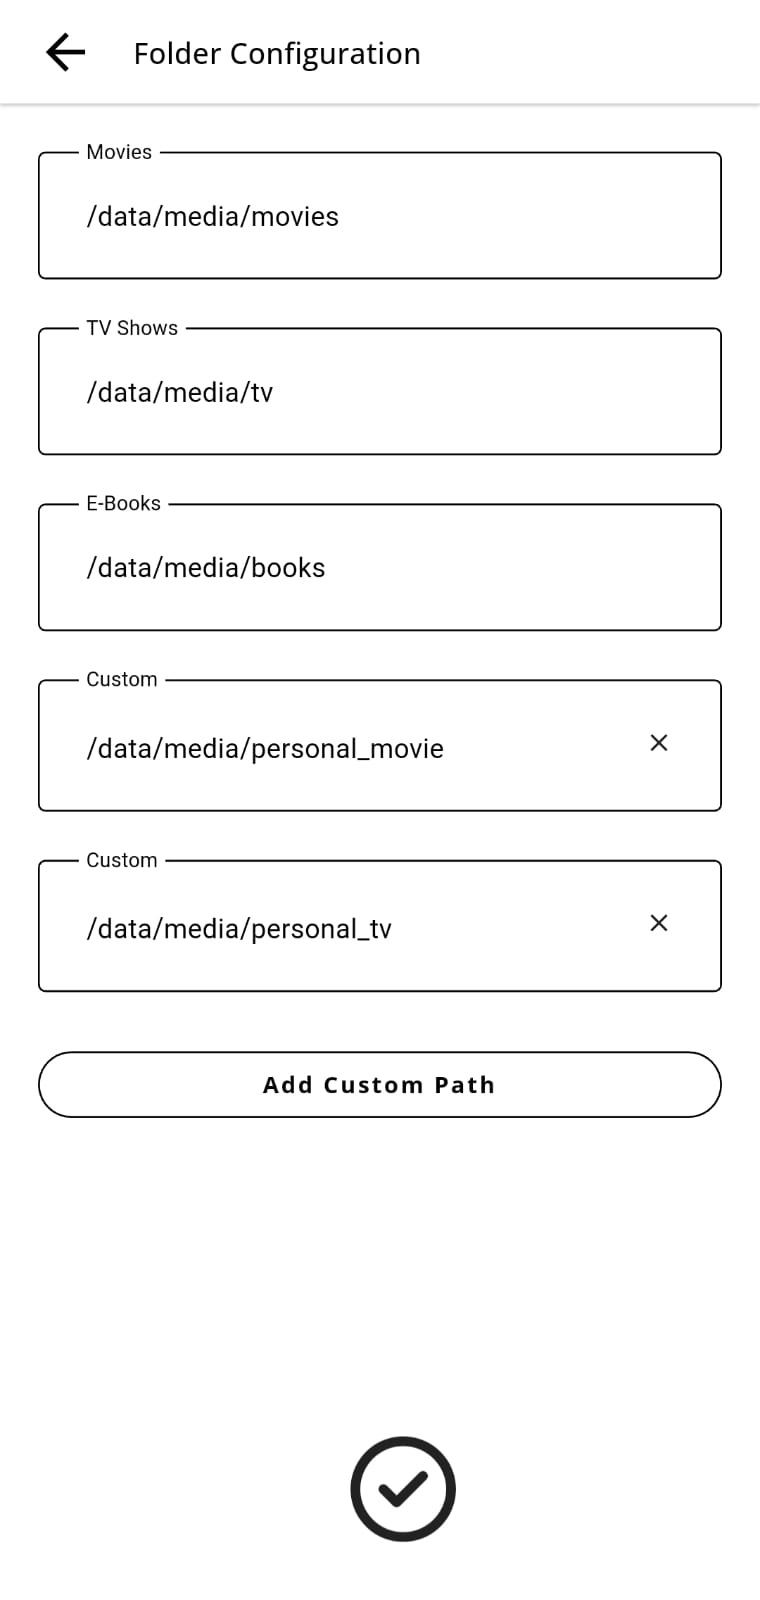 Folder Configuration
Movies
/data/media/movies
TV Shows
/data/media/tv
E-Books
/data/media/books
Custom
/data/media/personal_movie
Custom
/data/media/personal_tv
Add Custom Path